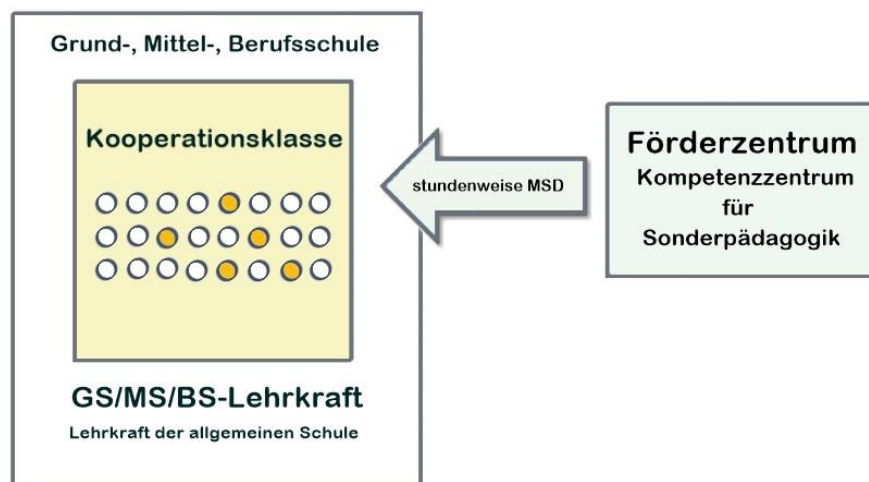 Grund-, Mittel-, Berufsschule
Kooperationsklasse
GS/MS/BS-Lehrkraft
Lehrkraft der allgemeinen Schule
stundenweise MSD
Förderzentrum
Kompetenzzentrum
für
Sonderpädagogik